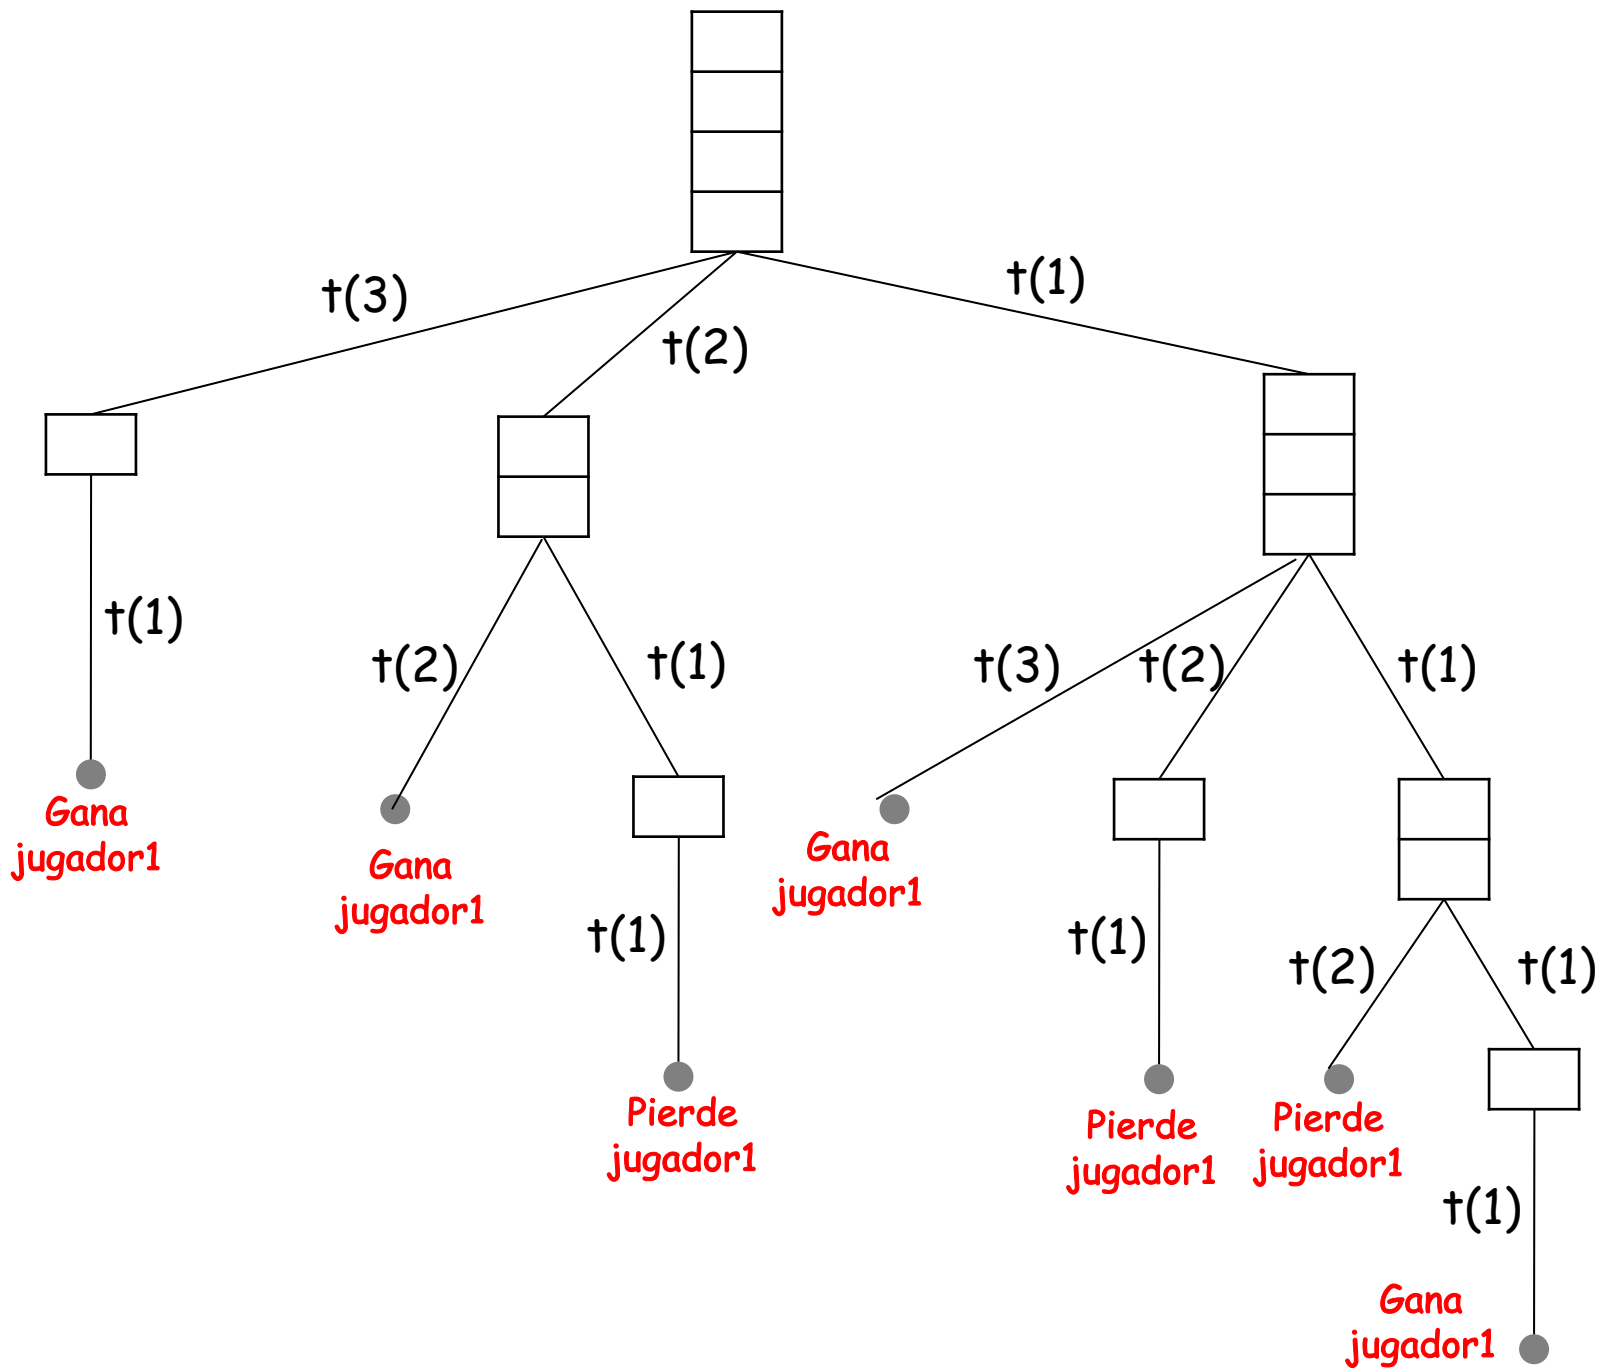 t(3)
t(2)
t(1)
t(1)
t(2)
t(1)
t(3)
t(2)
t(1)
Gana
jugador1
Gana
jugador1
t(1)
Pierde
jugador1
Gana
jugador1
t(1)
Pierde
jugador1
t(2)
t(1)
Pierde
jugador1
t(1)
Gana
jugador1